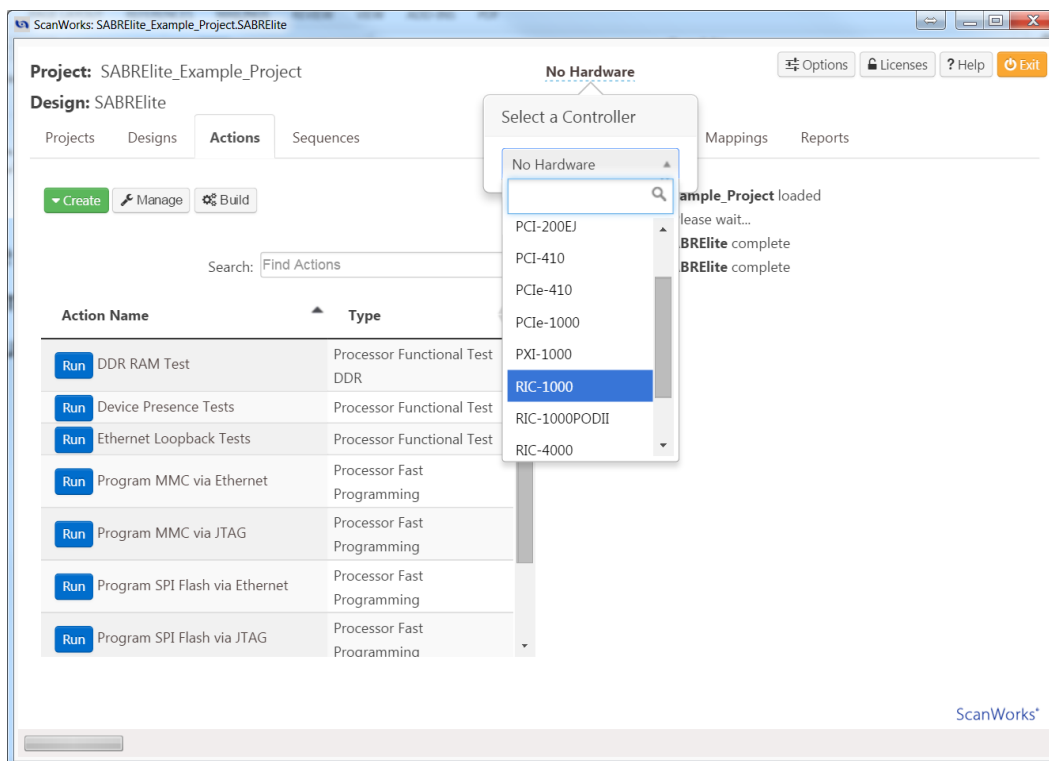 ScanWorks: SABRElite_Example_Project.SABRElite
Project: SABRElite_Example_Project
No Hardware
Options
Licenses
? Help
Exit
Design: SABRElite
Projects
Designs
Actions
Sequences
Mappings
Reports
Select a Controller
No Hardware
PCI-200EJ
PCI-410
PCIe-410
PCIe-1000
PXI-1000
RIC-1000
RIC-1000PODII
RIC-4000
Create
Manage
Build
Search: Find Actions
Action Name
Type
Run DDR RAM Test
Processor Functional Test
DDR
Run Device Presence Tests
Processor Functional Test
Run Ethernet Loopback Tests
Processor Functional Test
Run Program MMC via Ethernet
Processor Fast
Programming
Run Program MMC via JTAG
Processor Fast
Programming
Run Program SPI Flash via Ethernet
Processor Fast
Programming
Run Program SPI Flash via JTAG
Processor Fast
Programming
ample_Project loaded
lease wait...
BRElite complete
BRElite complete
ScanWorks